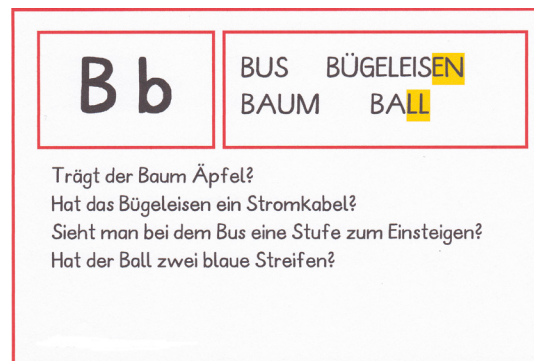 B b
BUS BÜGELEISEN
BAUM BALL
Trägt der Baum Äpfel?
Hat das Bügeleisen ein Stromkabel?
Sieht man bei dem Bus eine Stufe zum Einsteigen?
Hat der Ball zwei blaue Streifen?